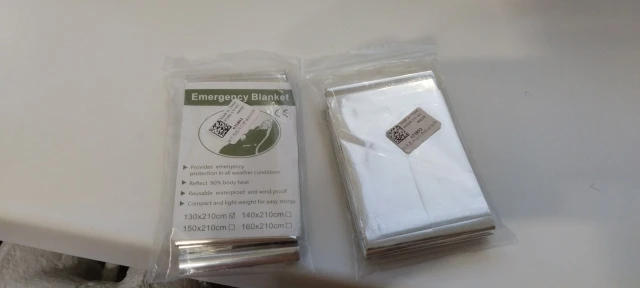 Emergency Blanket
CE
▶ Provides emergency
protection in all weather conditions
▶ Reflect 90% body heat
▶ Reusable waterproof and wind proof
▶ Compact and light weight for easy storage
130x210cm☑ 140x210cm☐
150x210cm☐ 160x210cm☐